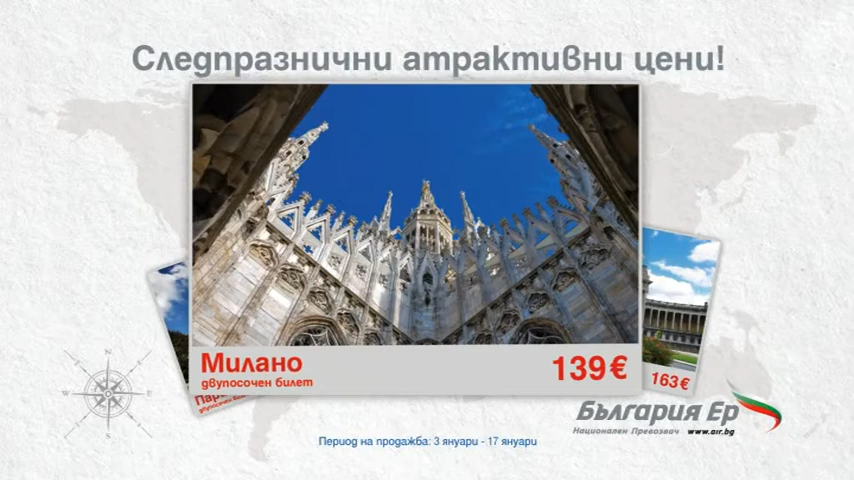 Следпразнични атрактивни цени!
Милано
139€
двупосочен билет
163€
N
W
E
S
България Ер
Национален Превозвач www.air.bg
Период на продажба: 3 януари - 17 януари